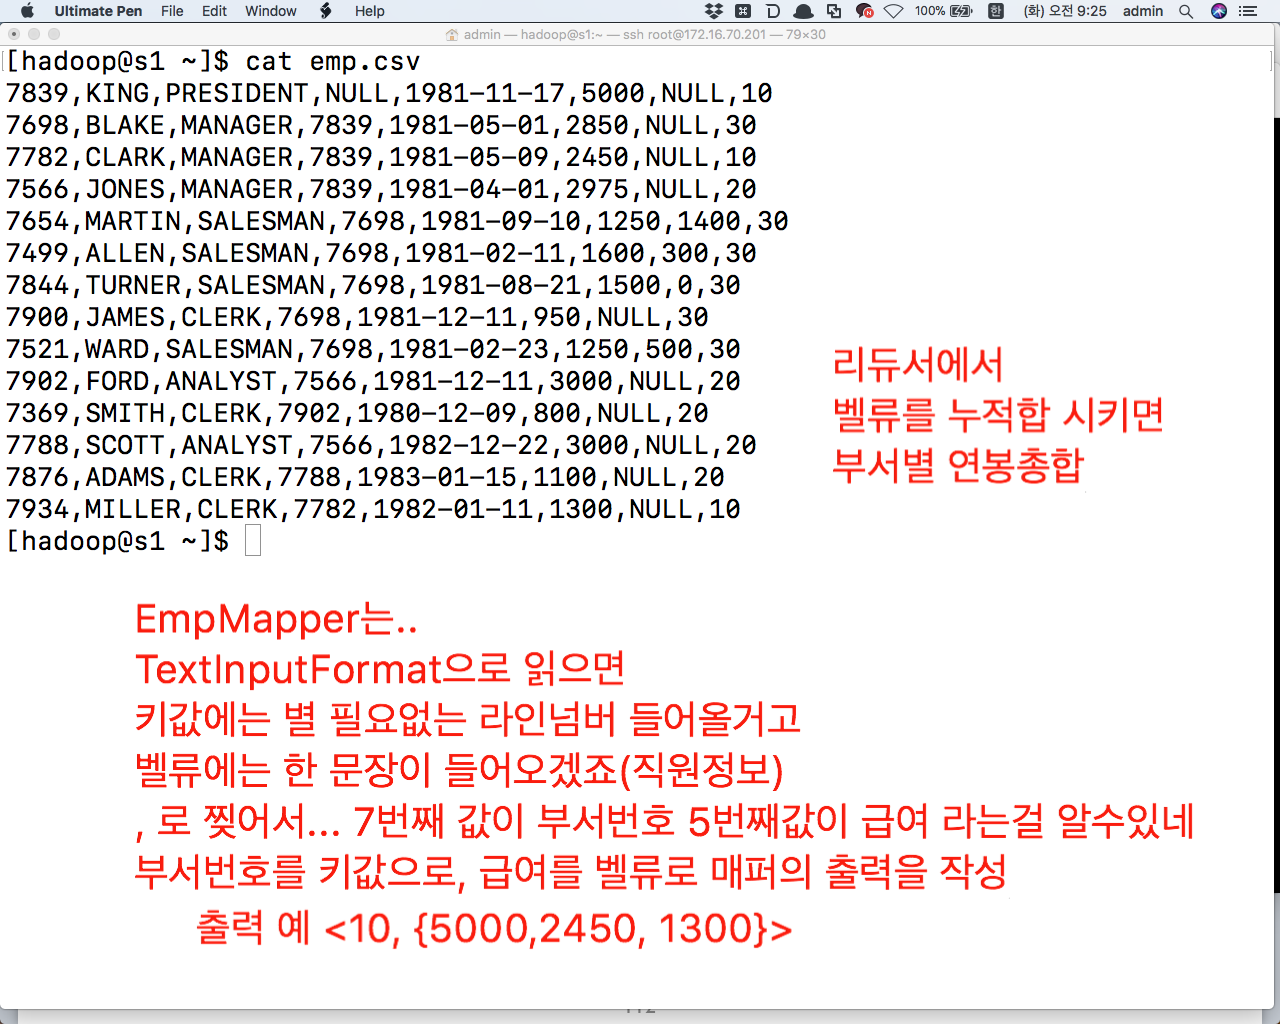 Ultimate Pen File Edit Window Help 100% 한 (화) 오전 9:25 admin
admin — hadoop@s1:~ — ssh root@172.16.70.201 — 79×30
[hadoop@s1 ~]$ cat emp.csv
7839,KING,PRESIDENT,NULL,1981-11-17,5000,NULL,10
7698,BLAKE,MANAGER,7839,1981-05-01,2850,NULL,30
7782,CLARK,MANAGER,7839,1981-05-09,2450,NULL,10
7566,JONES,MANAGER,7839,1981-04-01,2975,NULL,20
7654,MARTIN,SALESMAN,7698,1981-09-10,1250,1400,30
7499,ALLEN,SALESMAN,7698,1981-02-11,1600,300,30
7844,TURNER,SALESMAN,7698,1981-08-21,1500,0,30
7900,JAMES,CLERK,7698,1981-12-11,950,NULL,30
7521,WARD,SALESMAN,7698,1981-02-23,1250,500,30
7902,FORD,ANALYST,7566,1981-12-11,3000,NULL,20
7369,SMITH,CLERK,7902,1980-12-09,800,NULL,20
7788,SCOTT,ANALYST,7566,1982-12-22,3000,NULL,20
7876,ADAMS,CLERK,7788,1983-01-15,1100,NULL,20
7934,MILLER,CLERK,7782,1982-01-11,1300,NULL,10
[hadoop@s1 ~]$
리듀서에서
벨류를 누적합 시키면
부서별 연봉총합
EmpMapper는..
TextInputFormat으로 읽으면
키값에는 별 필요없는 라인넘버 들어올거고
벨류에는 한 문장이 들어오겠죠(직원정보)
, 로 찢어서... 7번째 값이 부서번호 5번째값이 급여 라는걸 알수있네
부서번호를 키값으로, 급여를 벨류로 매퍼의 출력을 작성
출력 예 <10, {5000,2450, 1300}>